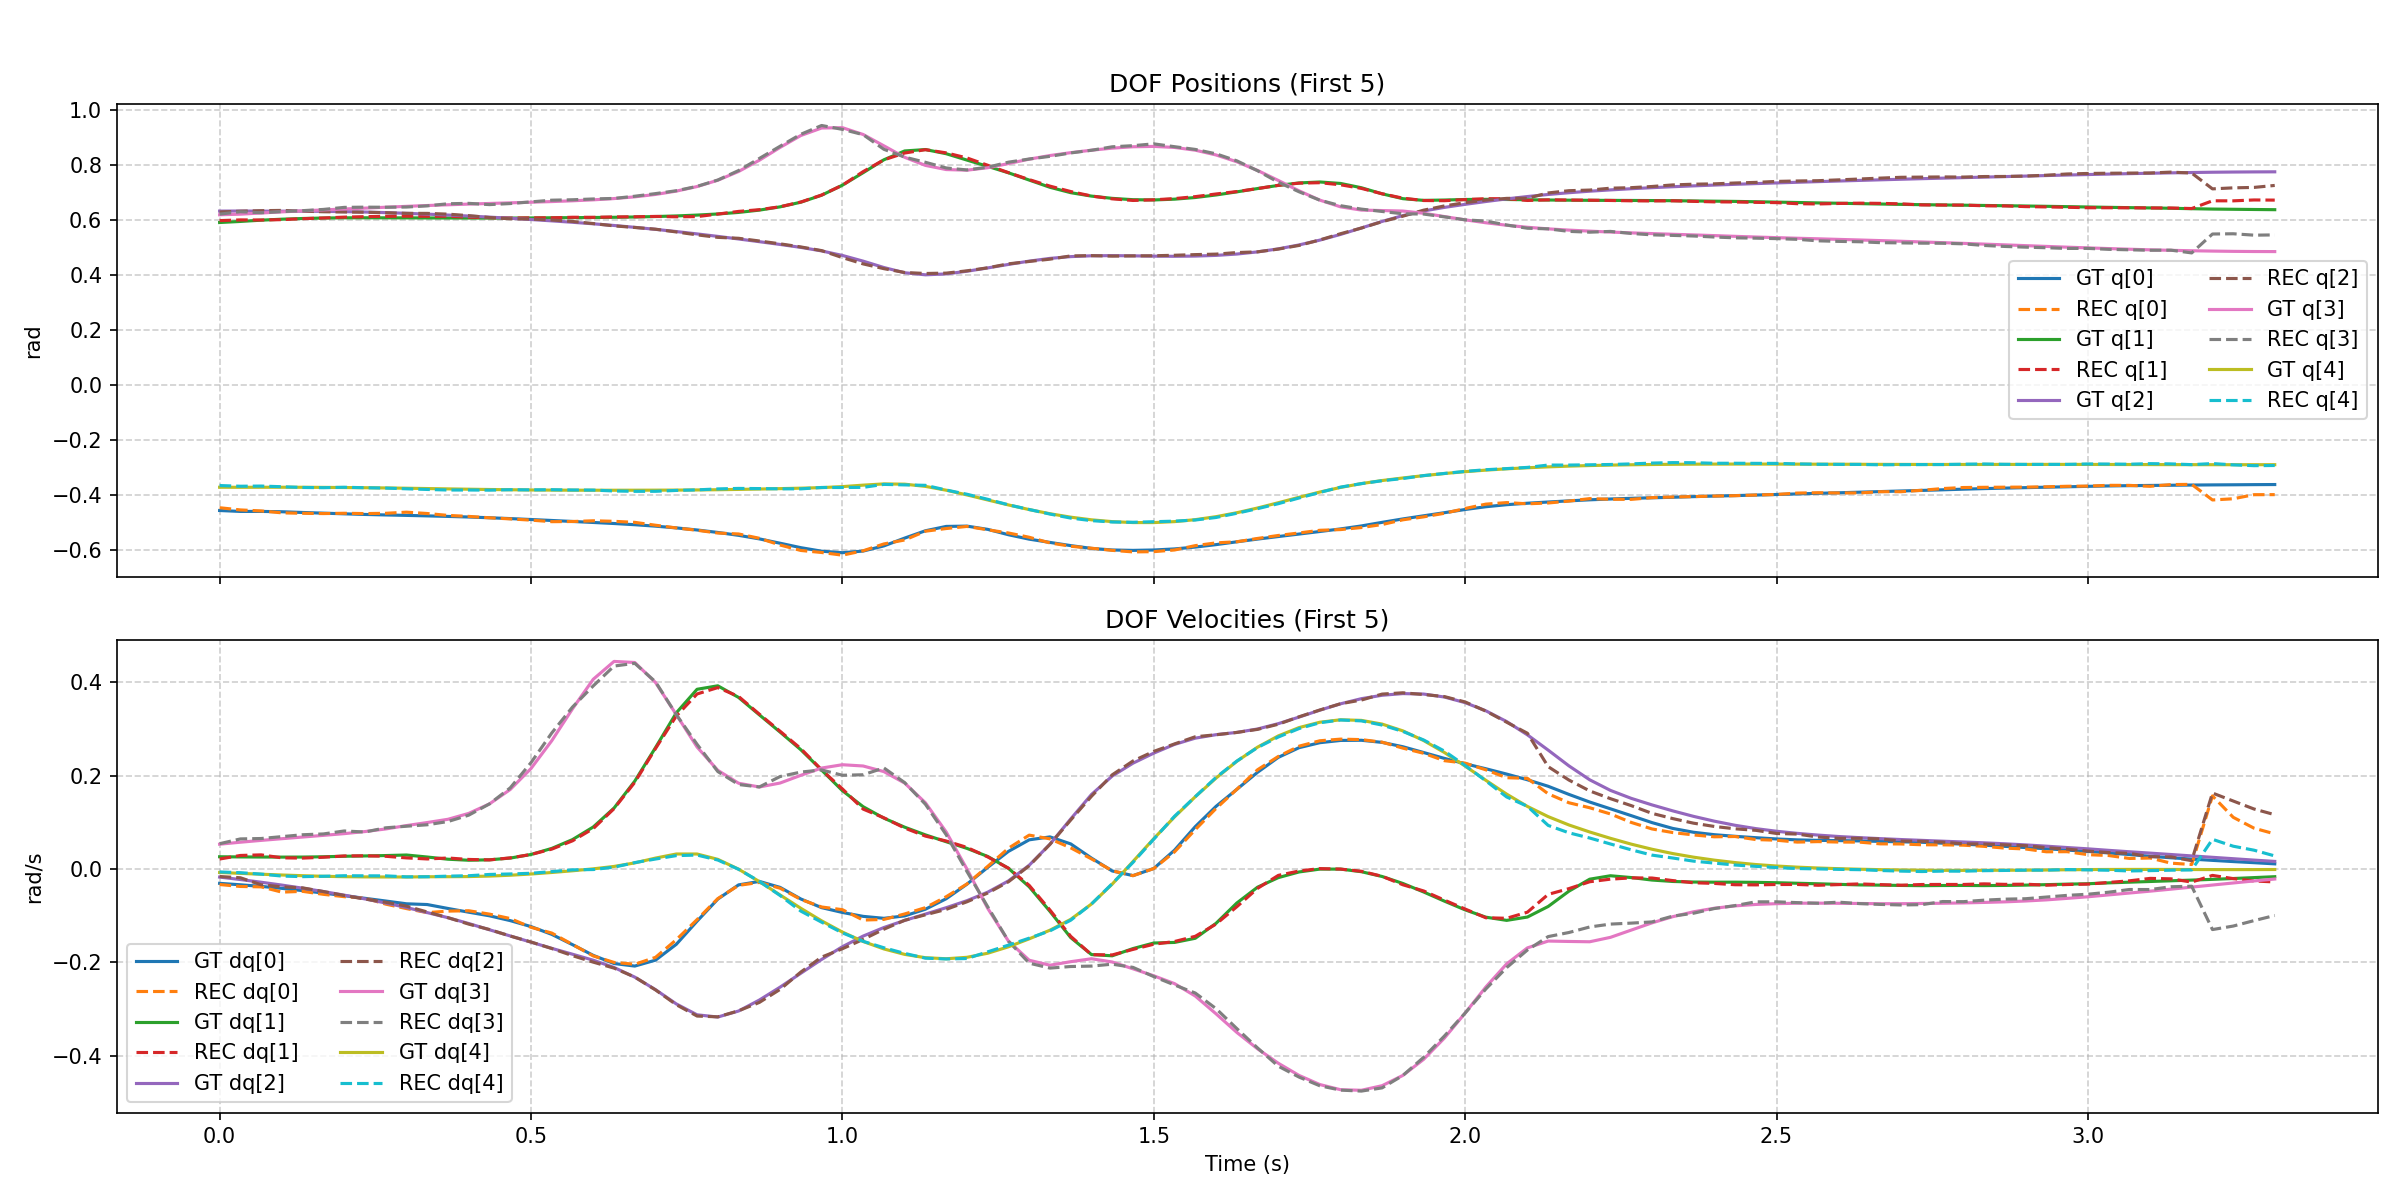 DOF Positions (First 5)
1.0
0.8
0.6
0.4
0.2
0.0
−0.2
−0.4
−0.6
rad
GT q[0]
REC q[0]
GT q[1]
REC q[1]
GT q[2]
REC q[2]
GT q[3]
REC q[3]
GT q[4]
REC q[4]
DOF Velocities (First 5)
0.4
0.2
0.0
−0.2
−0.4
rad/s
GT dq[0]
REC dq[0]
GT dq[1]
REC dq[1]
GT dq[2]
REC dq[2]
GT dq[3]
REC dq[3]
GT dq[4]
REC dq[4]
0.0 0.5 1.0 1.5 2.0 2.5 3.0
Time (s)